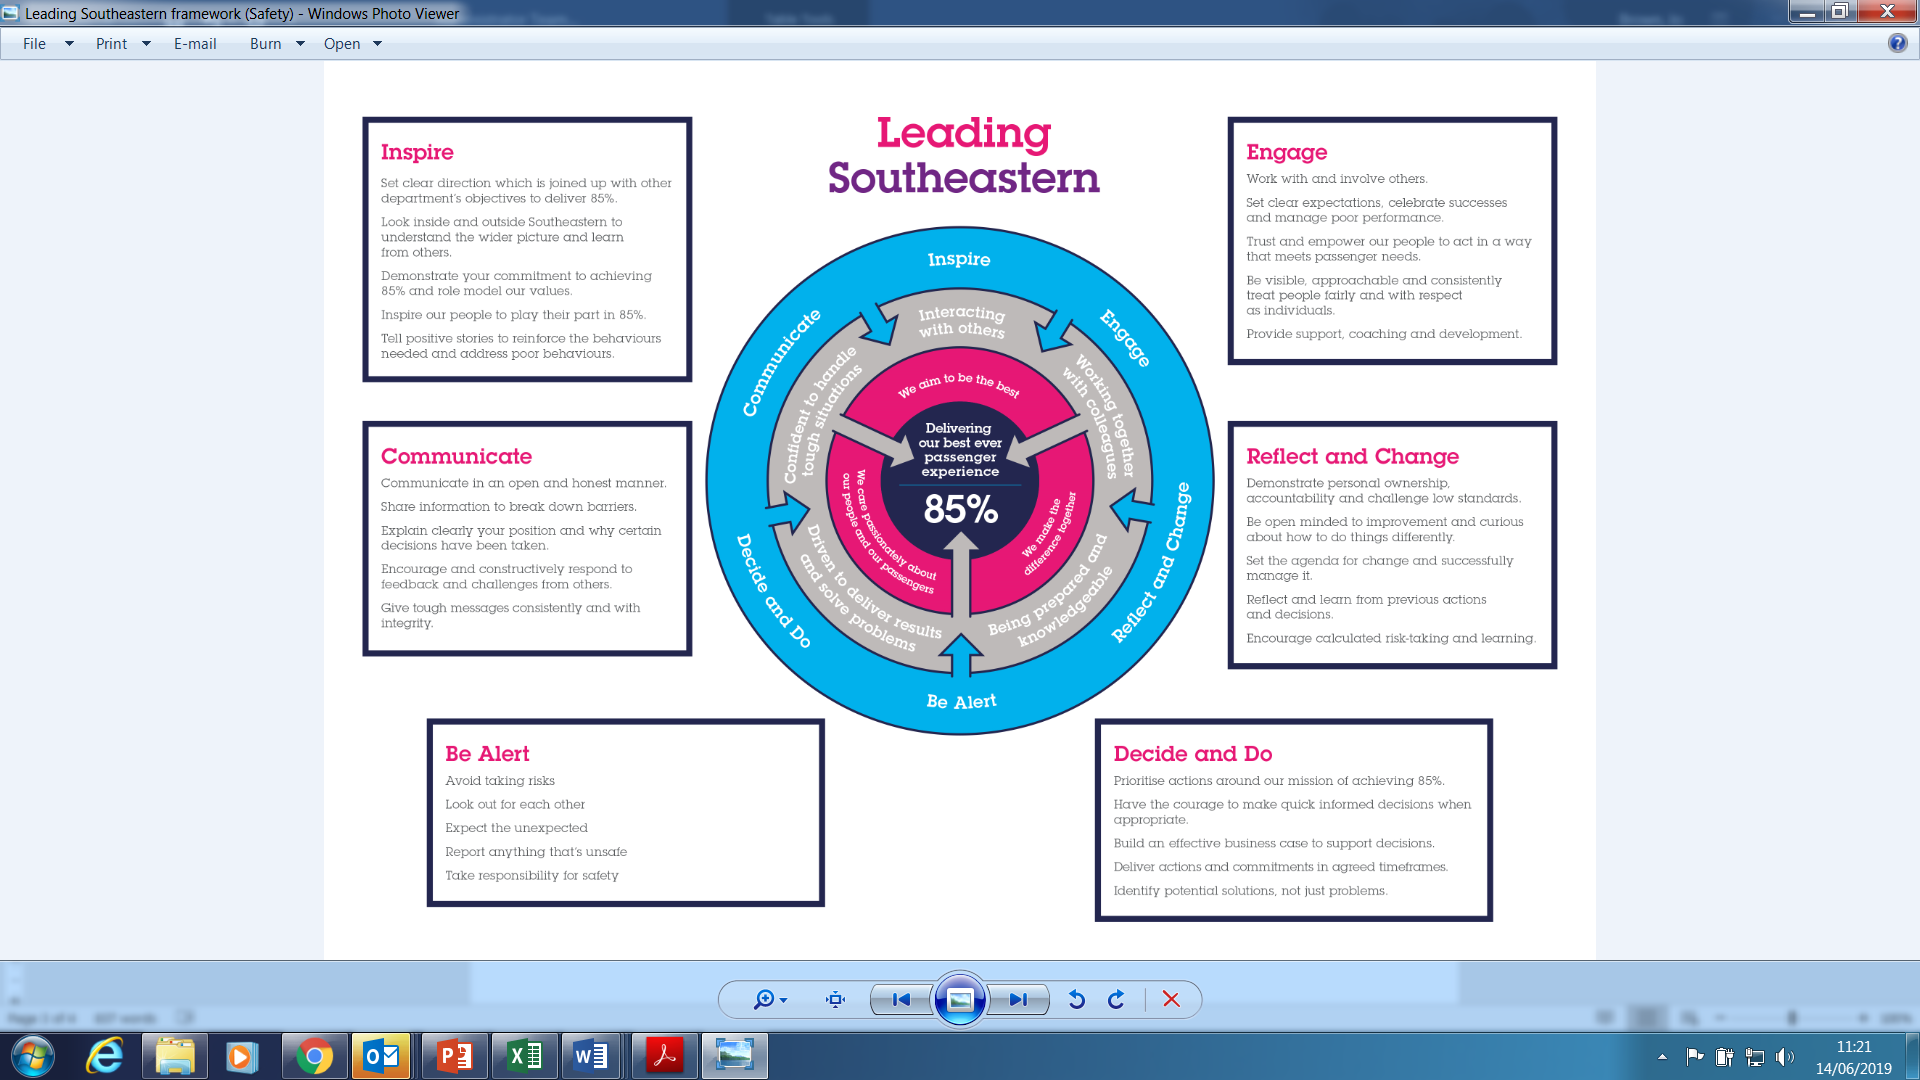 Leading Southeastern framework (Safety) - Windows Photo Viewer
File Print E-mail Burn Open
Leading
Southeastern
Inspire
Set clear direction which is joined up with other
department's objectives to deliver 85%.
Look inside and outside Southeastern to
understand the wider picture and learn
from others.
Demonstrate your commitment to achieving
85% and role model our values.
Inspire our people to play their part in 85%.
Tell positive stories to reinforce the behaviours
needed and address poor behaviours.
Engage
Work with and involve others.
Set clear expectations, celebrate successes
and manage poor performance.
Trust and empower our people to act in a way
that meets passenger needs.
Be visible, approachable and consistently
treat people fairly and with respect
as individuals.
Provide support, coaching and development.
Communicate
Communicate in an open and honest manner.
Share information to break down barriers.
Explain clearly your position and why certain
decisions have been taken.
Encourage and constructively respond to
feedback and challenges from others.
Give tough messages consistently and with
integrity.
Reflect and Change
Demonstrate personal ownership,
accountability and challenge low standards.
Be open minded to improvement and curious
about how to do things differently.
Set the agenda for change and successfully
manage it.
Reflect and learn from previous actions
and decisions.
Encourage calculated risk-taking and learning.
Be Alert
Avoid taking risks
Look out for each other
Expect the unexpected
Report anything that's unsafe
Take responsibility for safety
Decide and Do
Prioritise actions around our mission of achieving 85%.
Have the courage to make quick informed decisions when
appropriate.
Build an effective business case to support decisions.
Deliver actions and commitments in agreed timeframes.
Identify potential solutions, not just problems.
Inspire
Engage
Reflect and Change
Be Alert
Decide and Do
Communicate
Interacting
with others
Working together
with colleagues
Being prepared and
knowledgeable
Driven to deliver results
and solve problems
Confident to handle
tough situations
We aim to be the best
We make the
difference together
We care passionately about
our people and our passengers
Delivering
our best ever
passenger
experience
85%
11:21
14/06/2019